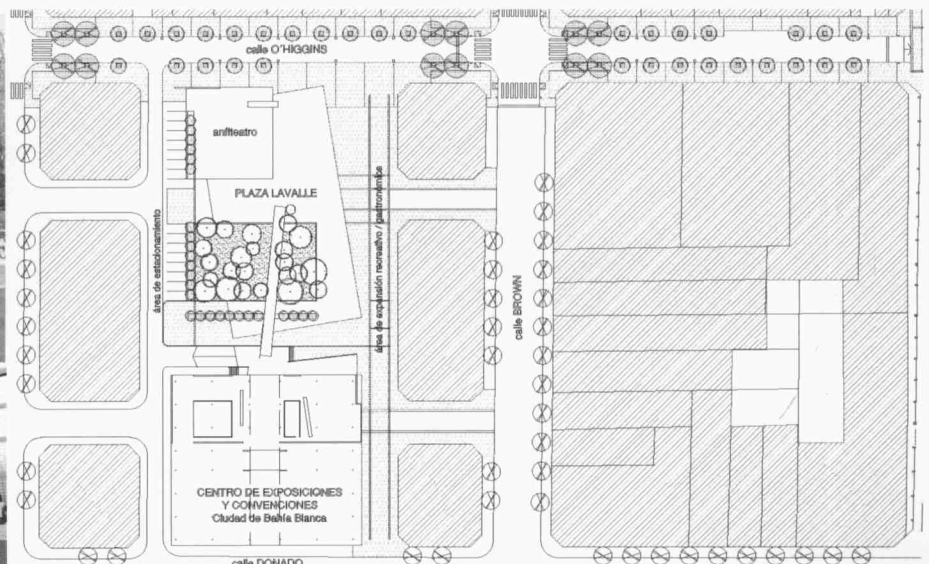 calle O'HIGGINS
anfiteatro
PLAZA LAVALLE
área de estacionamiento
área de expansión recreativo / gastronómica
calle BROWN
CENTRO DE EXPOSICIONES
Y CONVENCIONES
Ciudad de Bahía Blanca
calle DONADO